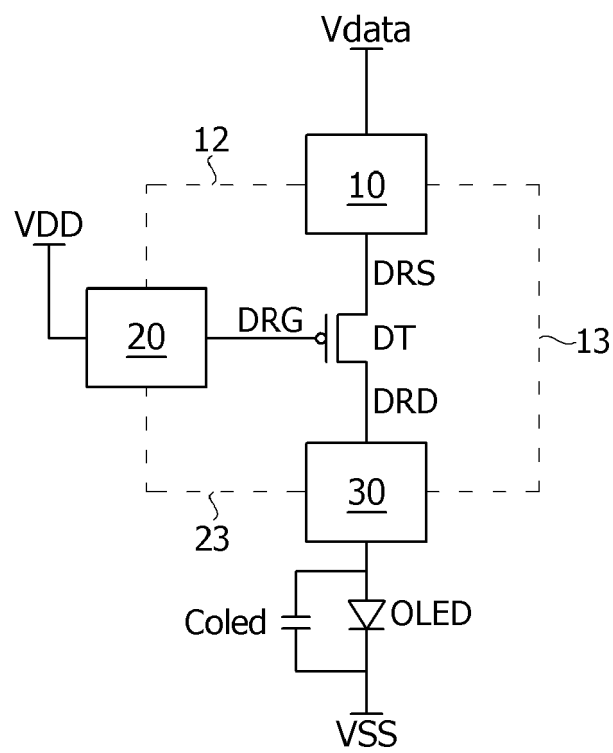 Vdata
12
10
VDD
DRS
20
DRG
DT
13
DRD
30
23
Coled
OLED
VSS